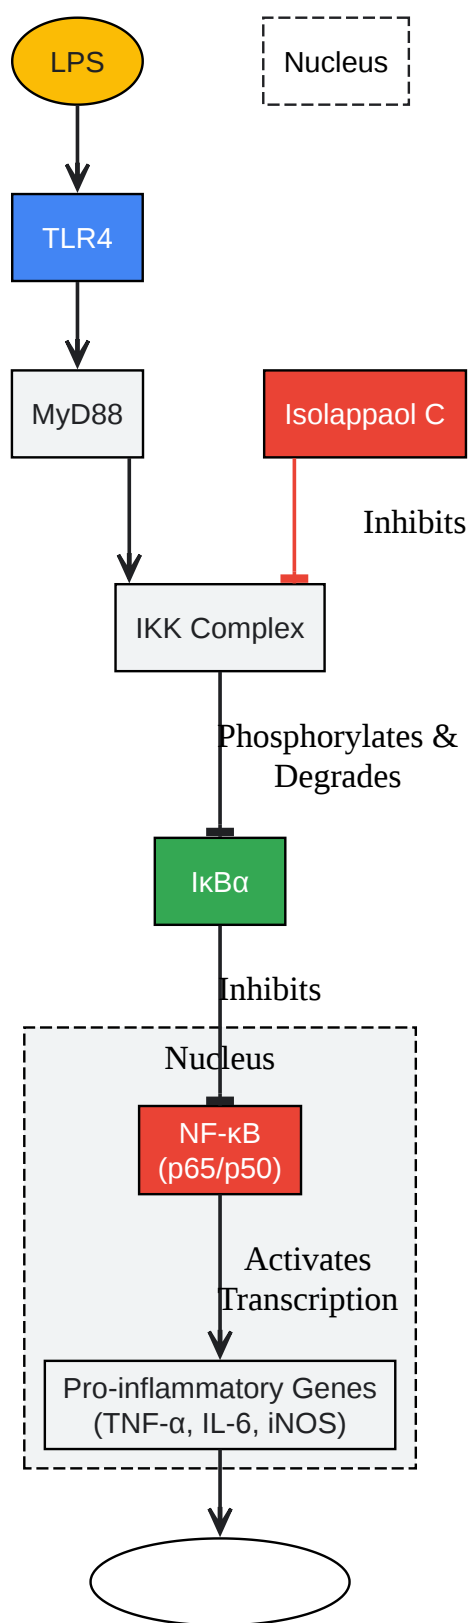 LPS
Nucleus
TLR4
MyD88
Isolappaol C
Inhibits
IKK Complex
Phosphorylates &
Degrades
IκBα
Inhibits
Nucleus
NF-κB
(p65/p50)
Activates
Transcription
Pro-inflammatory Genes
(TNF-α, IL-6, iNOS)